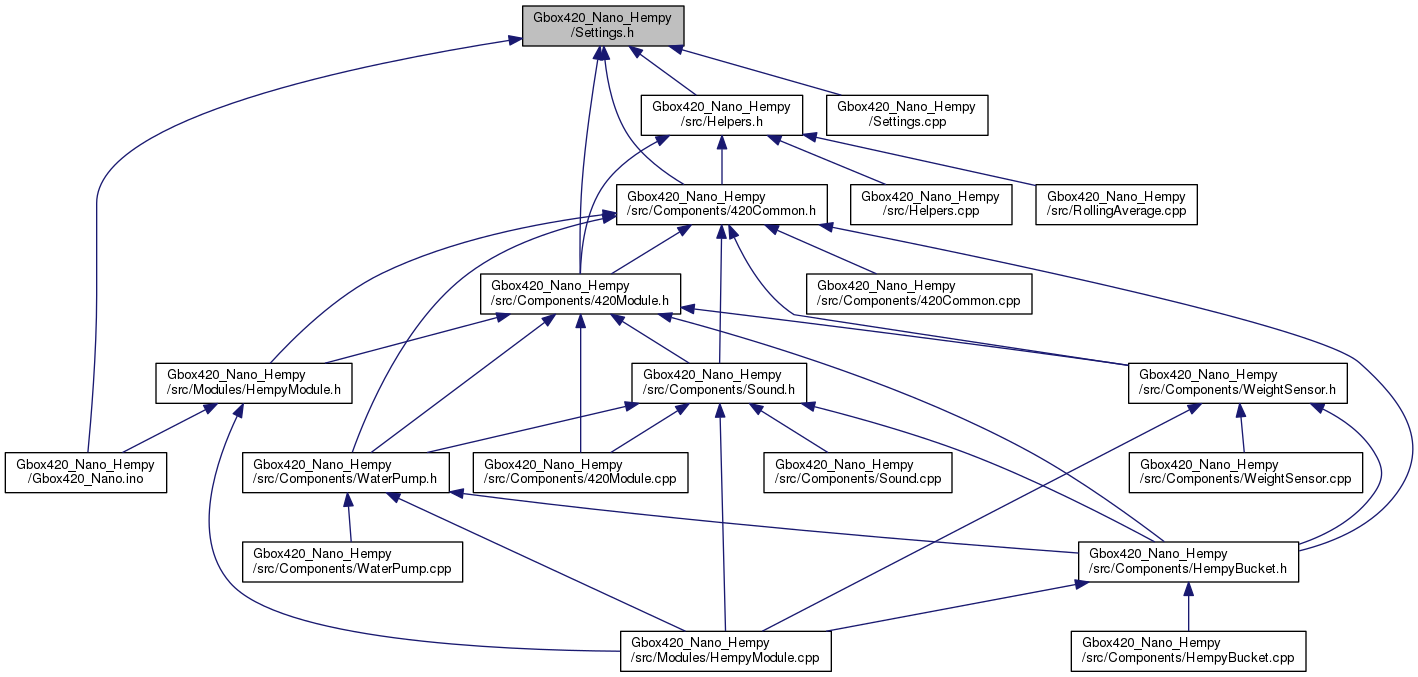 Gbox420_Nano_Hempy
/Settings.h
Gbox420_Nano_Hempy
/src/Helpers.h
Gbox420_Nano_Hempy
/Settings.cpp
Gbox420_Nano_Hempy
/src/Components/420Common.h
Gbox420_Nano_Hempy
/src/Helpers.cpp
Gbox420_Nano_Hempy
/src/RollingAverage.cpp
Gbox420_Nano_Hempy
/src/Components/420Module.h
Gbox420_Nano_Hempy
/src/Components/420Common.cpp
Gbox420_Nano_Hempy
/src/Modules/HempyModule.h
Gbox420_Nano_Hempy
/src/Components/Sound.h
Gbox420_Nano_Hempy
/src/Components/WeightSensor.h
Gbox420_Nano_Hempy
/Gbox420_Nano.ino
Gbox420_Nano_Hempy
/src/Components/WaterPump.h
Gbox420_Nano_Hempy
/src/Components/420Module.cpp
Gbox420_Nano_Hempy
/src/Components/Sound.cpp
Gbox420_Nano_Hempy
/src/Components/WeightSensor.cpp
Gbox420_Nano_Hempy
/src/Components/WaterPump.cpp
Gbox420_Nano_Hempy
/src/Components/HempyBucket.h
Gbox420_Nano_Hempy
/src/Modules/HempyModule.cpp
Gbox420_Nano_Hempy
/src/Components/HempyBucket.cpp